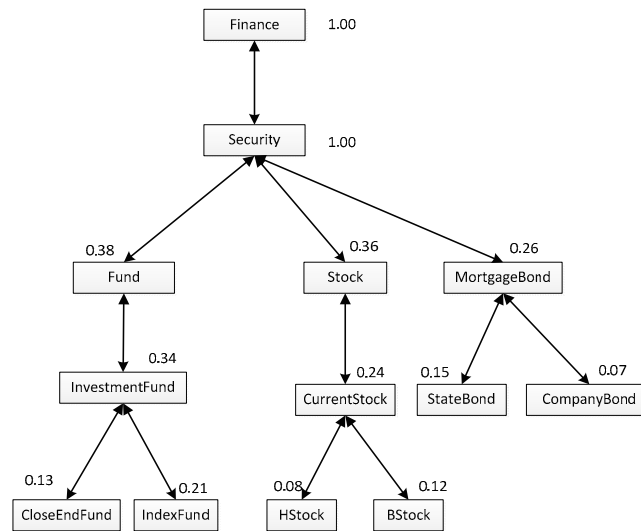 Finance 1.00
Security 1.00
0.38 0.36 0.26
Fund Stock MortgageBond
0.34 0.24 0.15 0.07
InvestmentFund CurrentStock StateBond CompanyBond
0.13 0.21 0.08 0.12
CloseEndFund IndexFund HStock BStock